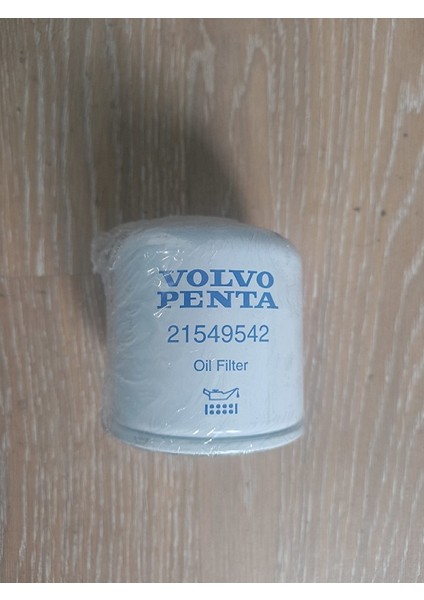 VOLVO
PENTA
21549542
Oil Filter